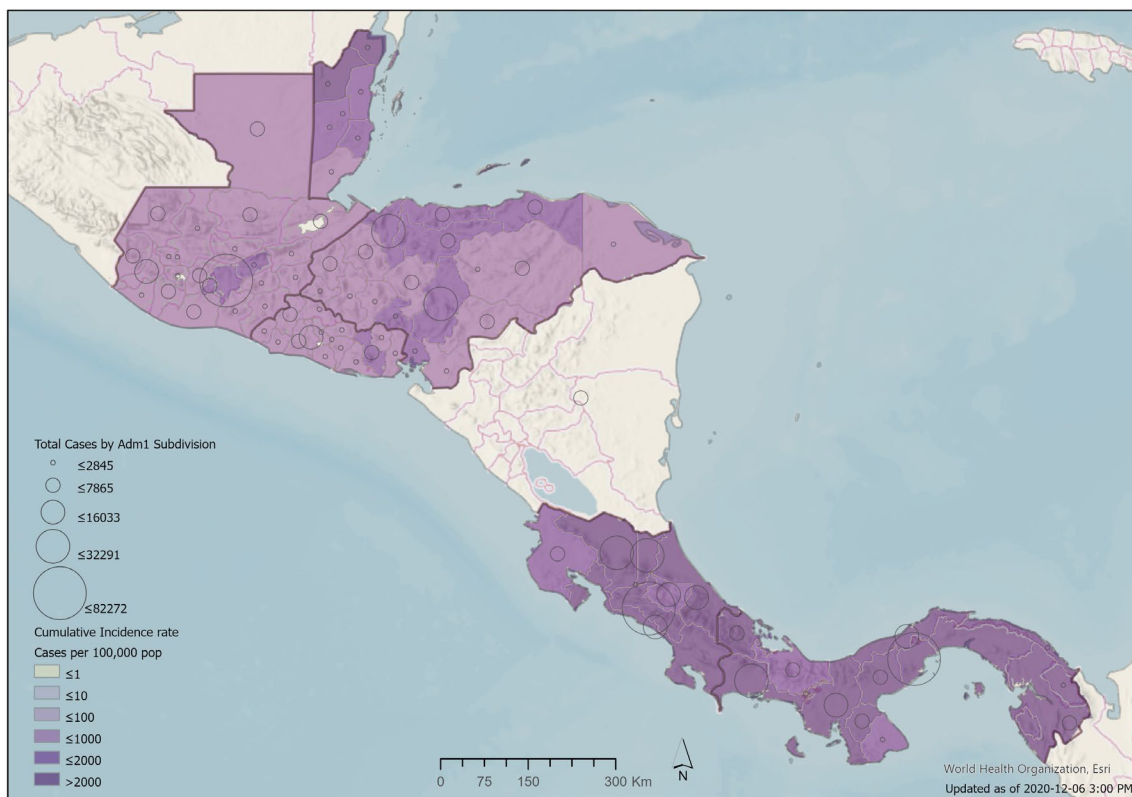 Total Cases by Adm1 Subdivision
≤2845
≤7865
≤16033
≤32291
≤82272
Cumulative Incidence rate
Cases per 100,000 pop
≤1
≤10
≤100
≤1000
≤2000
>2000
0 75 150 300 Km
N
World Health Organization, Esri
Updated as of 2020-12-06 3:00 PM